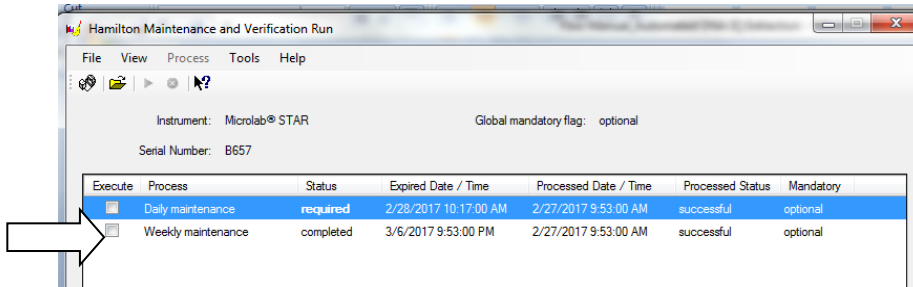 Cut
Hamilton Maintenance and Verification Run
File View Process Tools Help
Instrument: Microlab® STAR Global mandatory flag: optional
Serial Number: B657
Execute Process Status Expired Date / Time Processed Date / Time Processed Status Mandatory
Daily maintenance required 2/28/2017 10:17:00 AM 2/27/2017 9:53:00 AM successful optional
Weekly maintenance completed 3/6/2017 9:53:00 PM 2/27/2017 9:53:00 AM successful optional